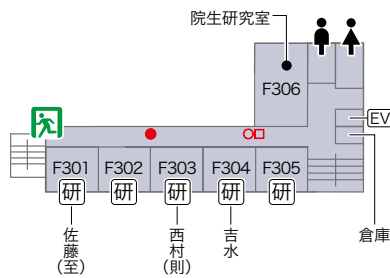 院生研究室
F306
EV
F301
F302
F303
F304
F305
研
研
研
研
研
佐藤(至)
西村(則)
吉水
倉庫